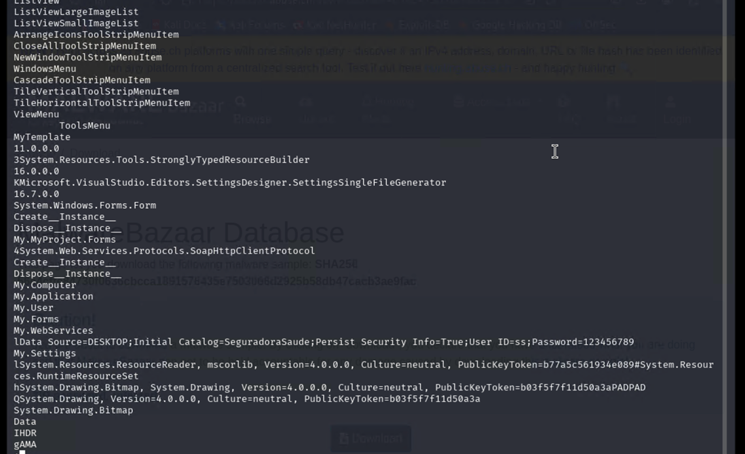 ListView
ListViewLargeImageList
ListViewSmallImageList
ArrangeIconsToolStripMenuItem
CloseAllToolStripMenuItem
NewWindowToolStripMenuItem
WindowsMenu
CascadeToolStripMenuItem
TileVerticalToolStripMenuItem
TileHorizontalToolStripMenuItem
ViewMenu
ToolsMenu
MyTemplate
11.0.0.0
3System.Resources.Tools.StronglyTypedResourceBuilder
16.0.0.0
KMicrosoft.VisualStudio.Editors.SettingsDesigner.SettingsSingleFileGenerator
16.7.0.0
System.Windows.Forms.Form
Create__Instance__
Dispose__Instance__
My.MyProject.Forms
4System.Web.Services.Protocols.SoapHttpClientProtocol
Create__Instance__
Dispose__Instance__
My.Computer
My.Application
My.User
My.Forms
My.WebServices
lData Source=DESKTOP;Initial Catalog=SeguradoraSaude;Persist Security Info=True;User ID=ss;Password=123456789
My.Settings
lSystem.Resources.ResourceReader, mscorlib, Version=4.0.0.0, Culture=neutral, PublicKeyToken=b77a5c561934e089#System.Resour
ces.RuntimeResourceSet
hSystem.Drawing.Bitmap, System.Drawing, Version=4.0.0.0, Culture=neutral, PublicKeyToken=b03f5f7f11d50a3aPADPAD
QSystem.Drawing, Version=4.0.0.0, Culture=neutral, PublicKeyToken=b03f5f7f11d50a3a
System.Drawing.Bitmap
Data
IHDR
gAMA
Bazaar Database
Download